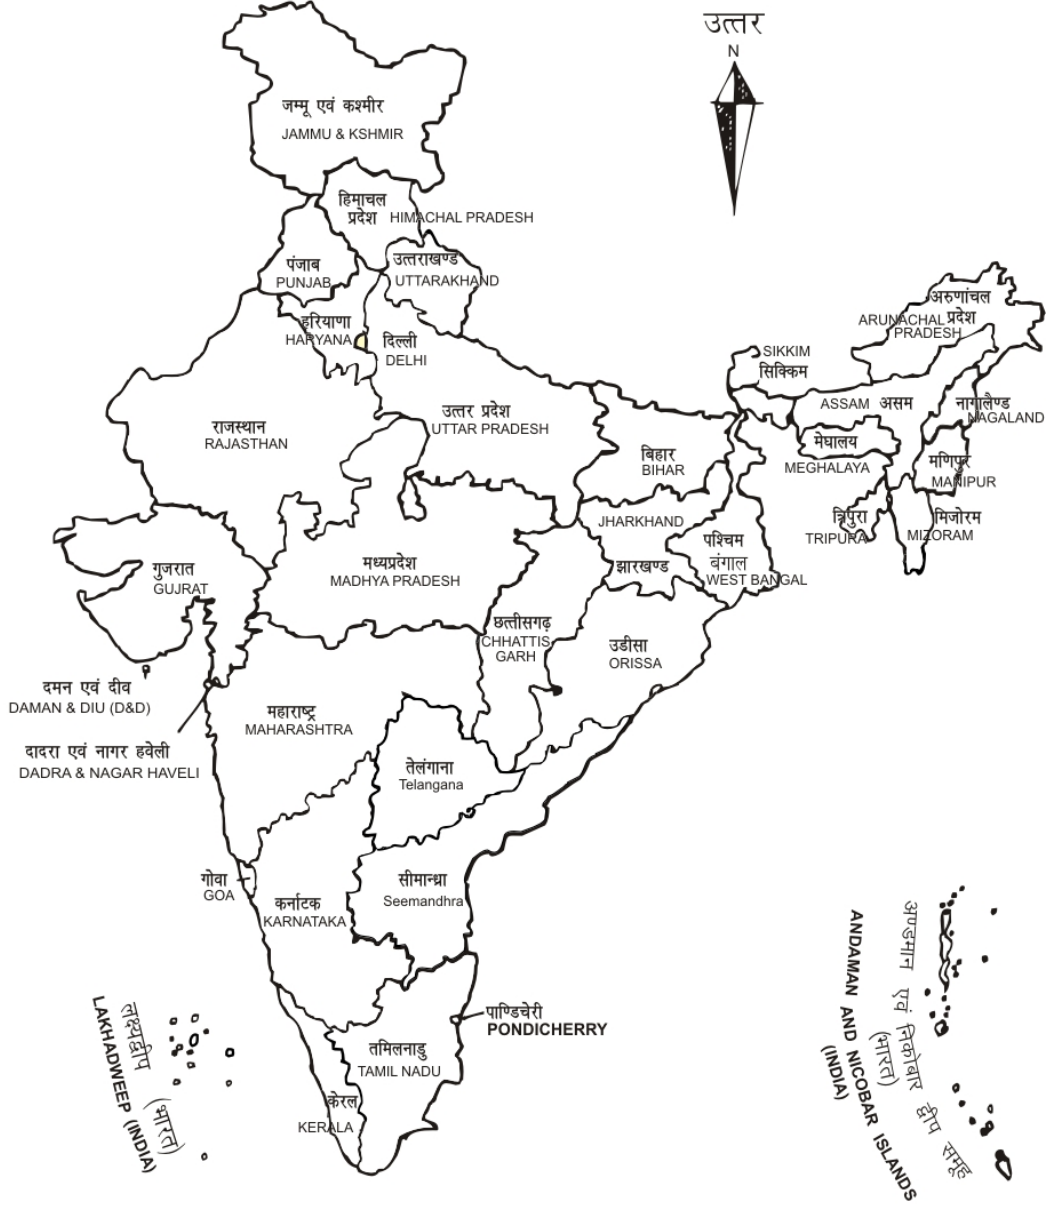 उत्तर
N
जम्मू एवं कश्मीर
JAMMU & KSHMIR
हिमाचल
प्रदेश HIMACHAL PRADESH
पंजाब
PUNJAB
उत्तराखण्ड
UTTARAKHAND
हरियाणा
HARYANA
दिल्ली
DELHI
अरुणांचल
ARUNACHAL प्रदेश
PRADESH
SIKKIM
सिक्किम
राजस्थान
RAJASTHAN
उत्तर प्रदेश
UTTAR PRADESH
बिहार
BIHAR
ASSAM असम
नागालैण्ड
NAGALAND
मेघालय
MEGHALAYA
मणिपुर
MANIPUR
त्रिपुरा
TRIPURA
मिजोरम
MIZORAM
JHARKHAND
झारखण्ड
पश्चिम
बंगाल
WEST BANGAL
गुजरात
GUJRAT
मध्यप्रदेश
MADHYA PRADESH
छत्तीसगढ़
CHHATTIS-
GARH
उडीसा
ORISSA
दमन एवं दीव
DAMAN & DIU (D&D)
दादरा एवं नागर हवेली
DADRA & NAGAR HAVELI
महाराष्ट्र
MAHARASHTRA
तेलंगाना
Telangana
गोवा
GOA
कर्नाटक
KARNATAKA
सीमान्ध्रा
Seemandhra
पाण्डिचेरी
PONDICHERRY
तमिलनाडु
TAMIL NADU
केरल
KERALA
लक्ष्यद्वीप (भारत)
LAKHADWEEP (INDIA)
अण्डमान एवं निकोबार द्वीप समूह
(भारत)
ANDAMAN AND NICOBAR ISLANDS
(INDIA)